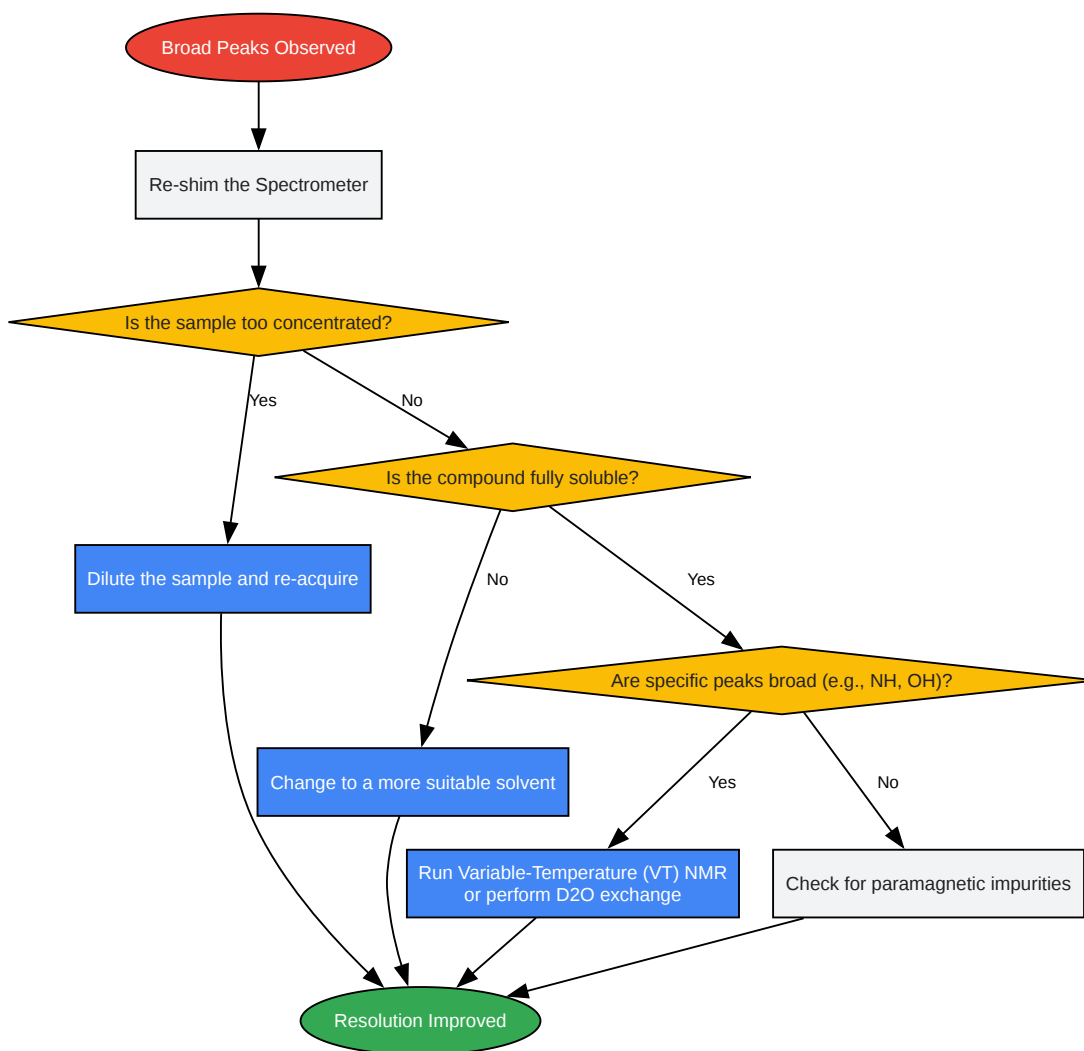 Broad Peaks Observed
Re-shim the Spectrometer
Is the sample too concentrated?
Yes
No
Is the compound fully soluble?
Dilute the sample and re-acquire
No
Yes
Are specific peaks broad (e.g., NH, OH)?
Change to a more suitable solvent
Yes
No
Run Variable-Temperature (VT) NMR
or perform D2O exchange
Check for paramagnetic impurities
Resolution Improved